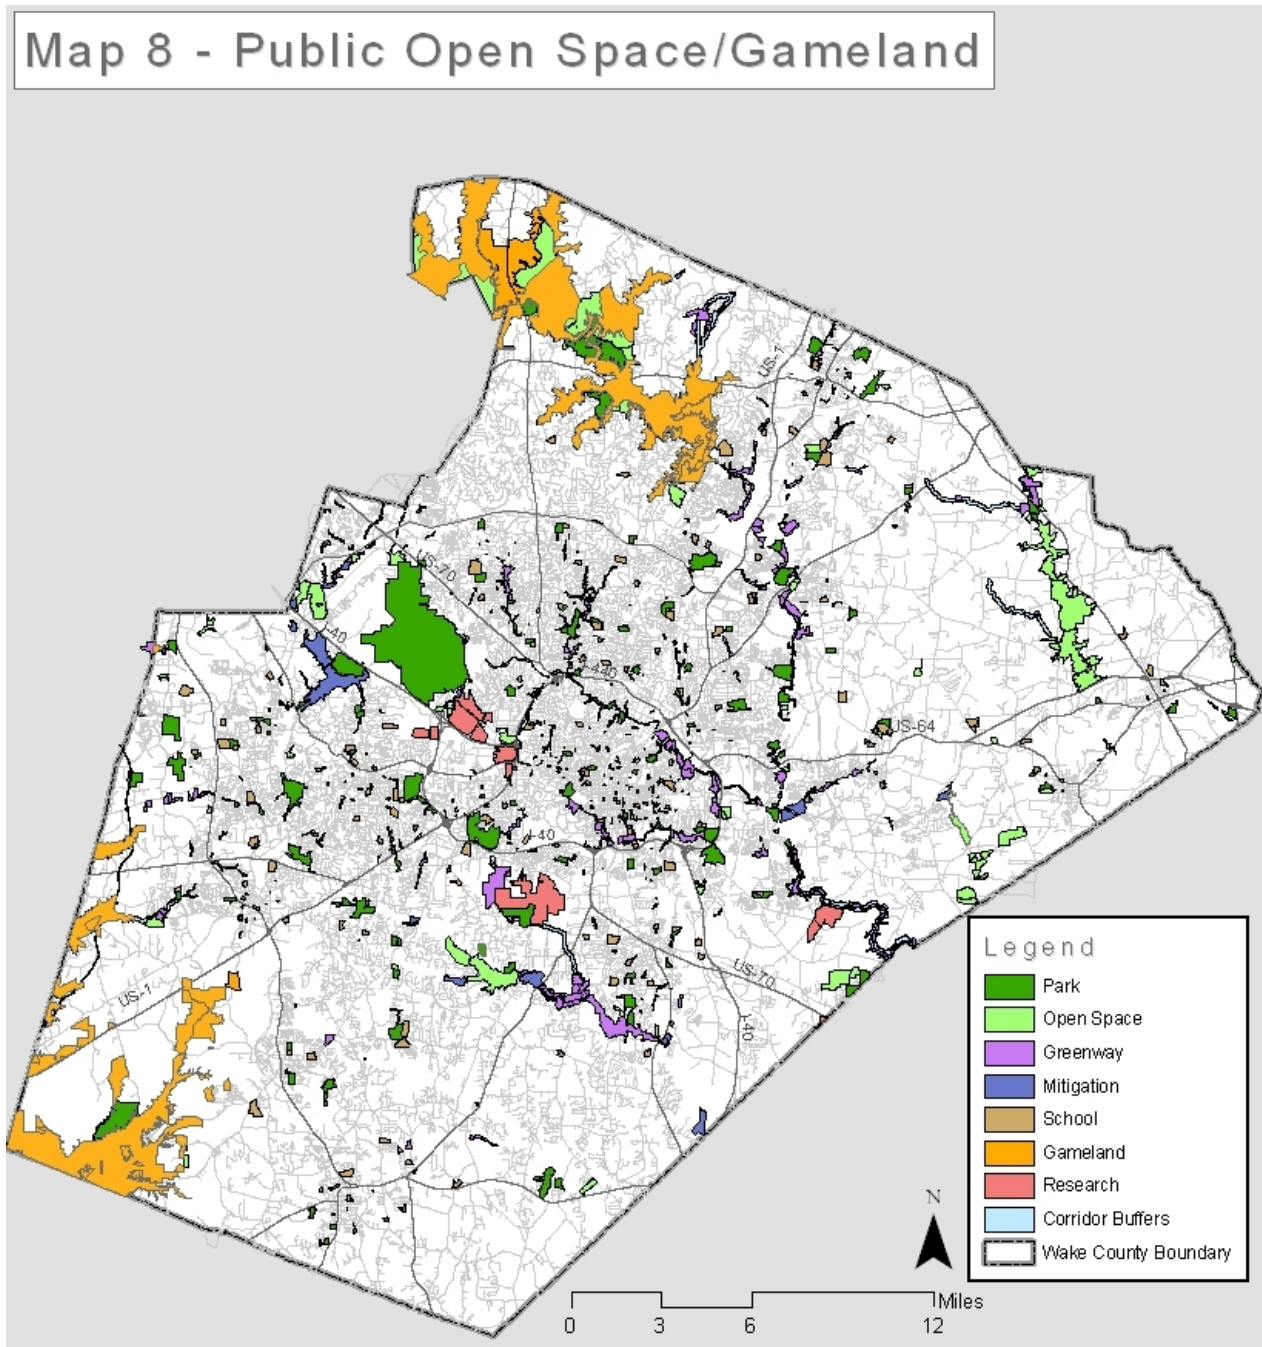 Map 8 - Public Open Space/Gameland
US-1
US-70
I-40
I-440
US-64
I-40
US-70
I-40
US-1
Legend
Park
Open Space
Greenway
Mitigation
School
Gameland
Research
Corridor Buffers
Wake County Boundary
N
Miles
0 3 6 12